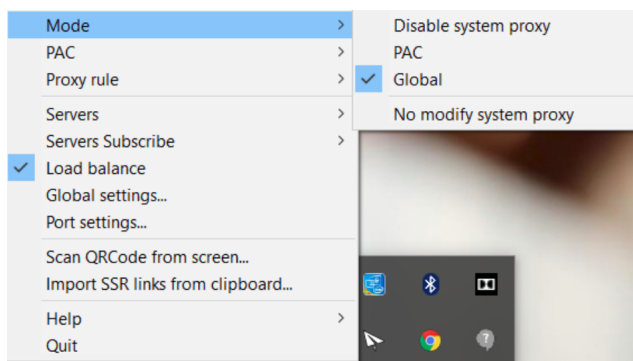 Mode
PAC
Proxy rule
Servers
Servers Subscribe
Load balance
Global settings...
Port settings...
Scan QRCode from screen...
Import SSR links from clipboard...
Help
Quit
Disable system proxy
PAC
Global
No modify system proxy